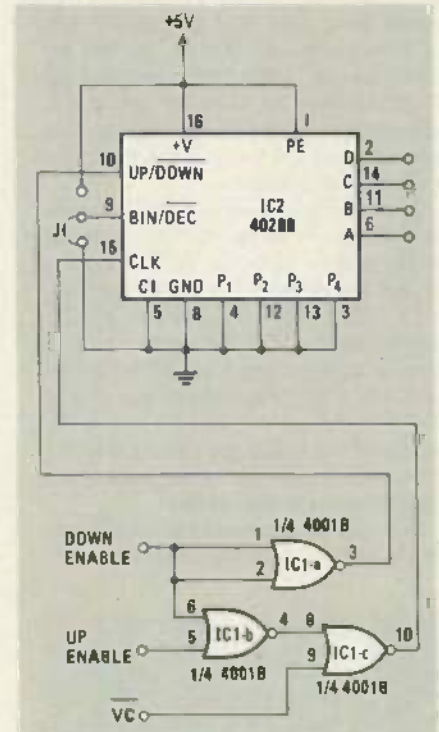 +5V
16 1
+V PE
10 UP/DOWN D 2
C 14
J1 9 BIN/DEC IC2 B 11
4029B A 6
15 CLK
CI GND P1 P2 P3 P4
5 8 4 12 13 3
DOWN ENABLE 1 2 1/4 4001B IC1-a 3
6 5 IC1-b 4 8 9 IC1-c 10
UP ENABLE 1/4 4001B 1/4 4001B
VC